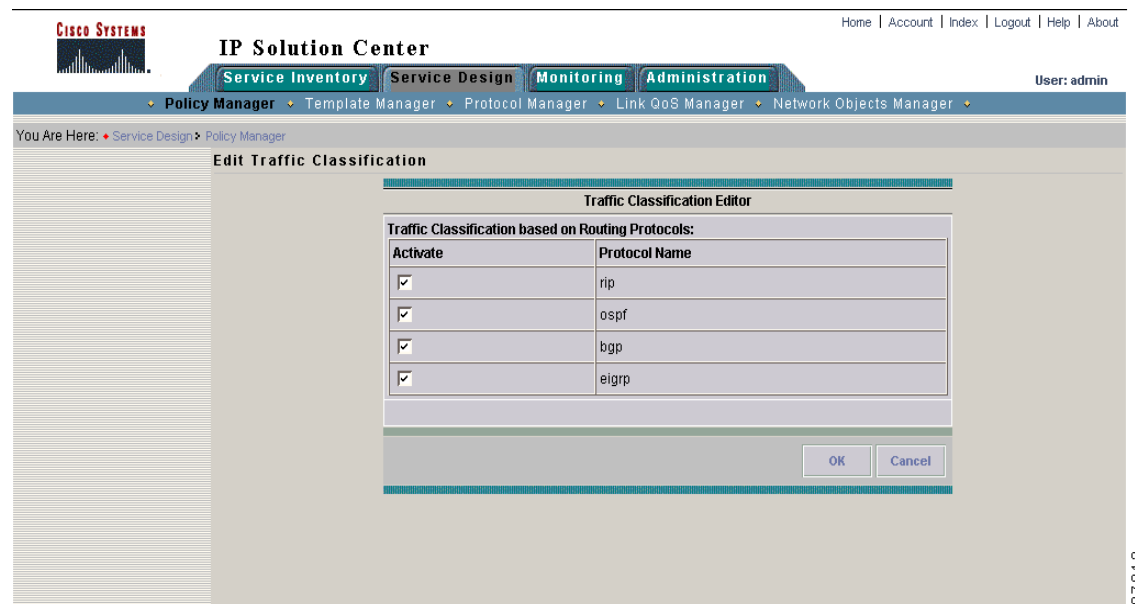 CISCO SYSTEMS
Home | Account | Index | Logout | Help | About
IP Solution Center
Service Inventory Service Design Monitoring Administration
User: admin
Policy Manager Template Manager Protocol Manager Link QoS Manager Network Objects Manager
You Are Here: Service Design Policy Manager
Edit Traffic Classification
Traffic Classification Editor
Traffic Classification based on Routing Protocols:
Activate Protocol Name
rip
ospf
bgp
eigrp
OK Cancel